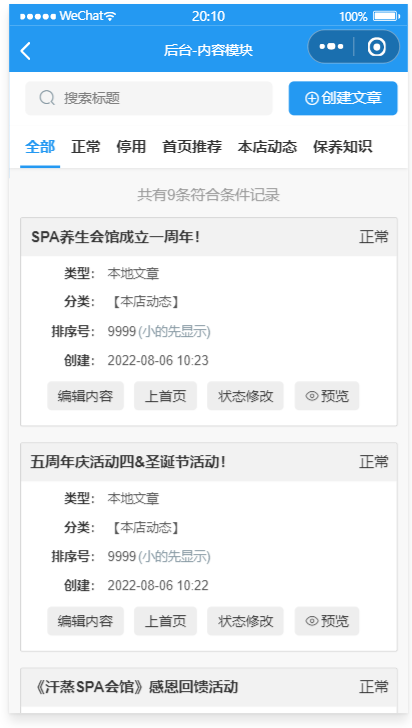 WeChat 20:10 100%
后台-内容模块
搜索标题 创建文章
全部 正常 停用 首页推荐 本店动态 保养知识
共有9条符合条件记录
SPA养生会馆成立一周年! 正常
类型: 本地文章
分类: 【本店动态】
排序号: 9999(小的先显示)
创建: 2022-08-06 10:23
编辑内容 上首页 状态修改 预览
五周年庆活动四&圣诞节活动! 正常
类型: 本地文章
分类: 【本店动态】
排序号: 9999(小的先显示)
创建: 2022-08-06 10:22
编辑内容 上首页 状态修改 预览
《汗蒸SPA会馆》感恩回馈活动 正常